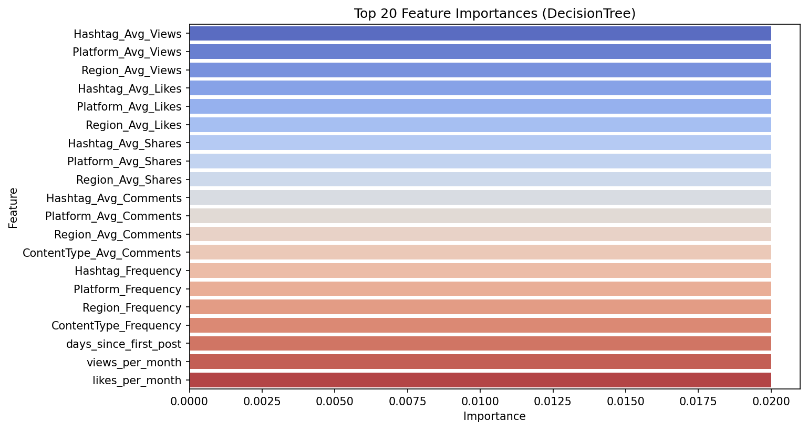 Top 20 Feature Importances (DecisionTree)
Hashtag_Avg_Views
Platform_Avg_Views
Region_Avg_Views
Hashtag_Avg_Likes
Platform_Avg_Likes
Region_Avg_Likes
Hashtag_Avg_Shares
Platform_Avg_Shares
Region_Avg_Shares
Hashtag_Avg_Comments
Platform_Avg_Comments
Region_Avg_Comments
ContentType_Avg_Comments
Hashtag_Frequency
Platform_Frequency
Region_Frequency
ContentType_Frequency
days_since_first_post
views_per_month
likes_per_month
Feature
0.0000 0.0025 0.0050 0.0075 0.0100 0.0125 0.0150 0.0175 0.0200
Importance